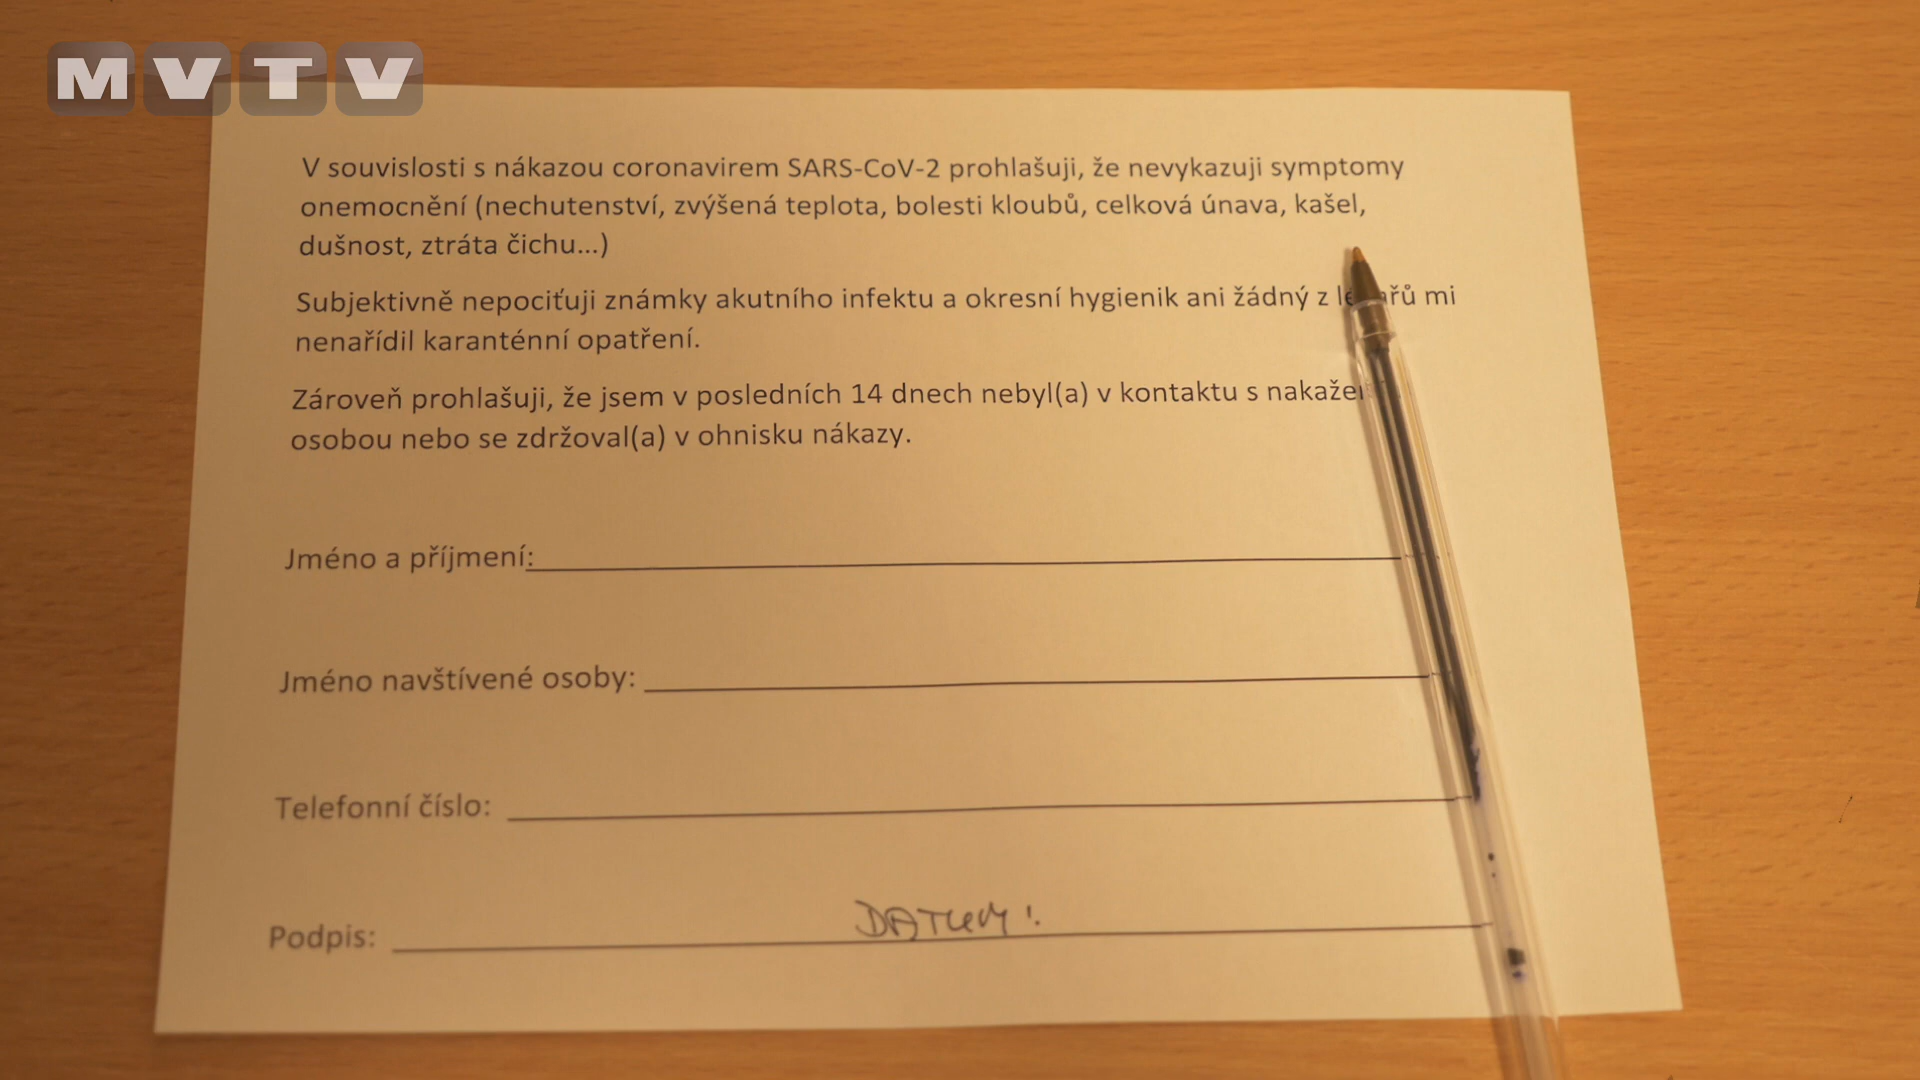 MVTV
V souvislosti s nákazou coronavirem SARS-CoV-2 prohlašuji, že nevykazuji symptomy
onemocnění (nechutenství, zvýšená teplota, bolesti kloubů, celková únava, kašel,
dušnost, ztráta čichu...)
Subjektivně nepociťuji známky akutního infektu a okresní hygienik ani žádný z lékařů mi
nenařídil karanténní opatření.
Zároveň prohlašuji, že jsem v posledních 14 dnech nebyl(a) v kontaktu s
osobou nebo se zdržoval(a) v ohnisku nákazy.
Jméno a příjmení:
Jméno navštívené osoby:
Telefonní číslo:
Podpis: DATUM!